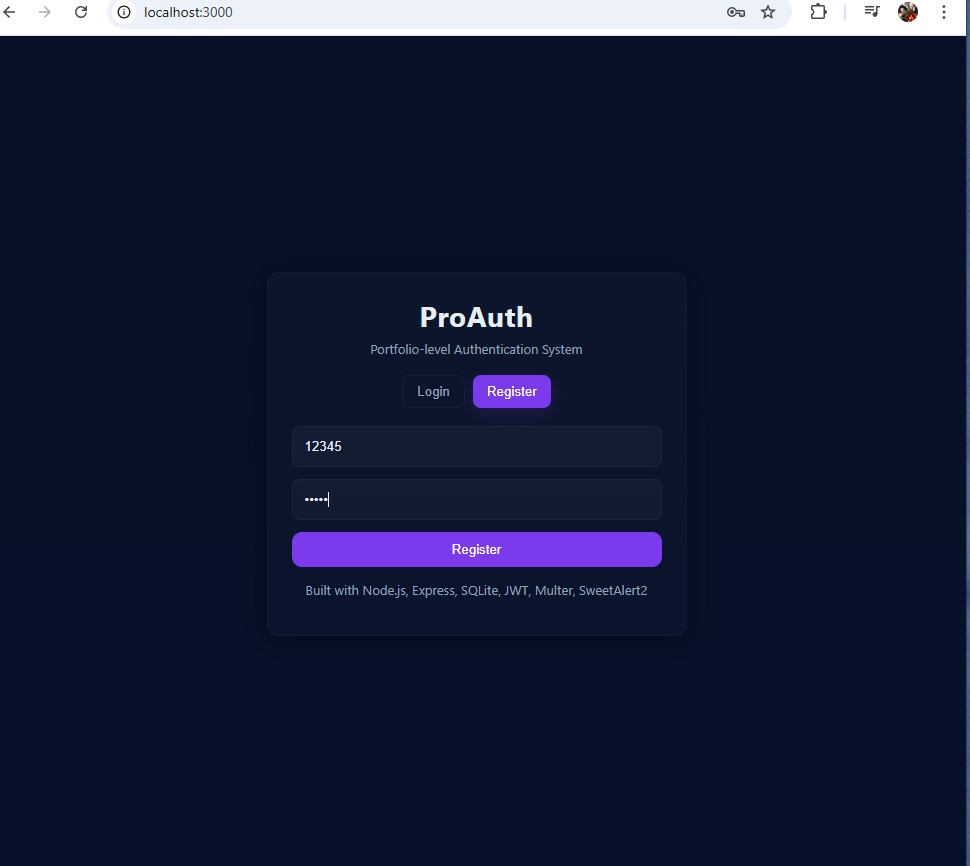 localhost:3000
ProAuth
Portfolio-level Authentication System
Login Register
12345
•••••
Register
Built with Node.js, Express, SQLite, JWT, Multer, SweetAlert2